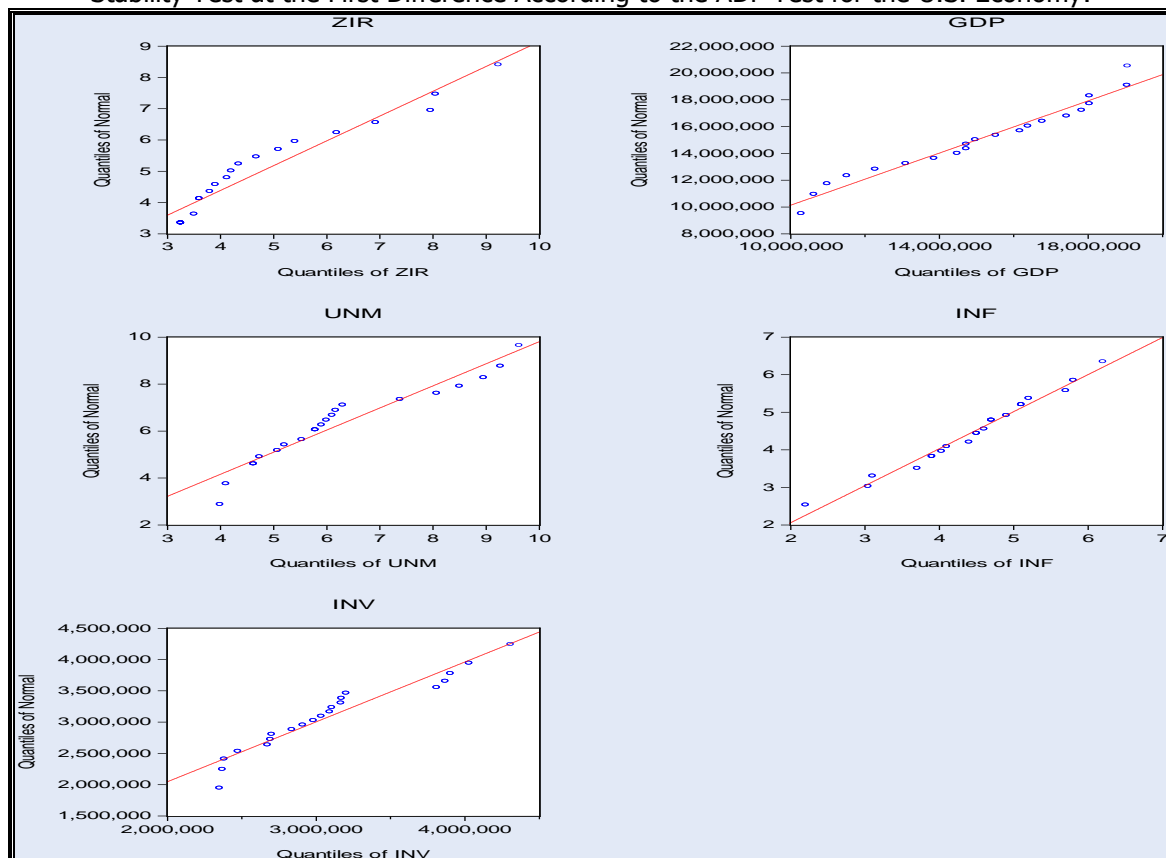 Stability Test at the First Difference According to the ADF Test for the U.S. Economy.
ZIR
9
8
7
6
5
4
3
Quantiles of Normal
3 4 5 6 7 8 9 10
Quantiles of ZIR
GDP
22,000,000
20,000,000
18,000,000
16,000,000
14,000,000
12,000,000
10,000,000
8,000,000
Quantiles of Normal
10,000,000 14,000,000 18,000,000
Quantiles of GDP
UNM
10
8
6
4
2
Quantiles of Normal
3 4 5 6 7 8 9 10
Quantiles of UNM
INF
7
6
5
4
3
2
Quantiles of Normal
2 3 4 5 6 7
Quantiles of INF
INV
4,500,000
4,000,000
3,500,000
3,000,000
2,500,000
2,000,000
1,500,000
Quantiles of Normal
2,000,000 3,000,000 4,000,000
Quantiles of INV